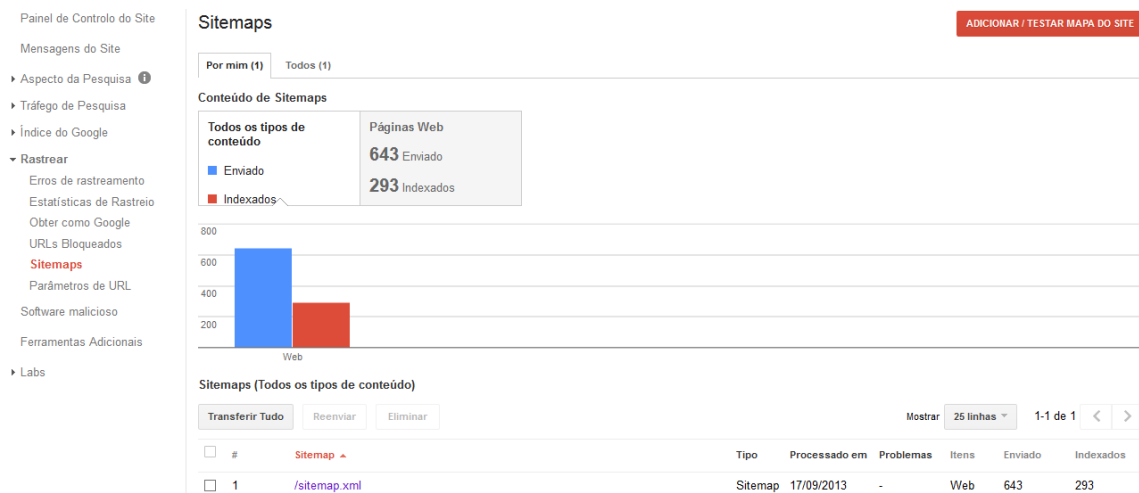 Painel de Controlo do Site
Mensagens do Site
Aspecto da Pesquisa
Tráfego de Pesquisa
Índice do Google
Rastrear
Erros de rastreamento
Estatísticas de Rastreio
Obter como Google
URLs Bloqueados
Sitemaps
Parâmetros de URL
Software malicioso
Ferramentas Adicionais
Labs
Sitemaps
ADICIONAR / TESTAR MAPA DO SITE
Por mim (1) Todos (1)
Conteúdo de Sitemaps
Todos os tipos de
conteúdo
Enviado
Indexados
Páginas Web
643 Enviado
293 Indexados
800
600
400
200
Web
Sitemaps (Todos os tipos de conteúdo)
Transferir Tudo Reenviar Eliminar Mostrar 25 linhas 1-1 de 1
# Sitemap Tipo Processado em Problemas Itens Enviado Indexados
1 /sitemap.xml Sitemap 17/09/2013 - Web 643 293